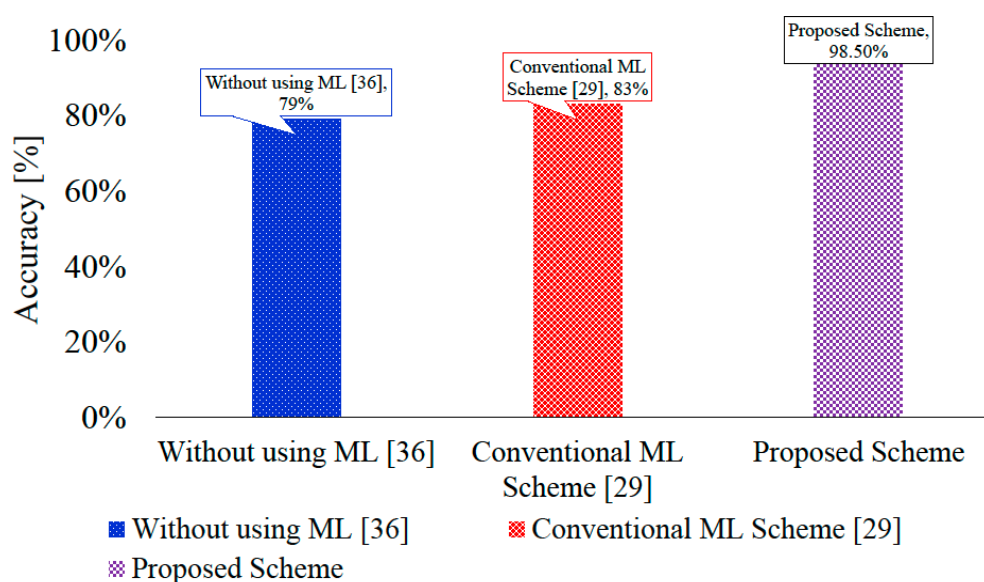 100%
80%
60%
40%
20%
0%
Accuracy [%]
Without using ML [36],
79%
Conventional ML
Scheme [29], 83%
Proposed Scheme,
98.50%
Without using ML [36]
Conventional ML
Scheme [29]
Proposed Scheme
Without using ML [36]
Conventional ML Scheme [29]
Proposed Scheme